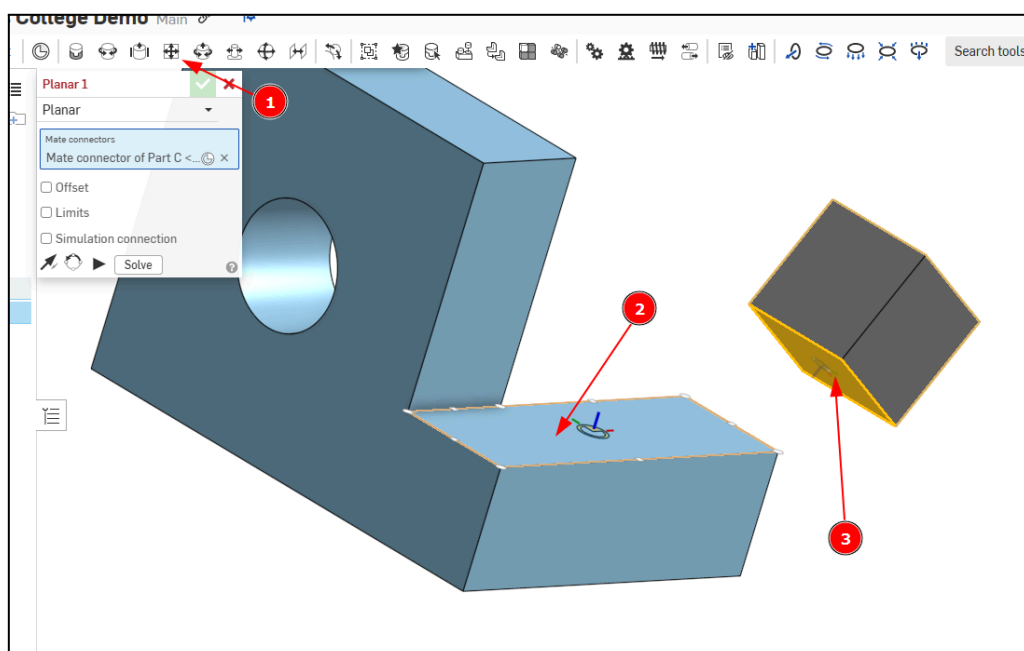 College Demo Main
Search tools
Planar 1
1
Planar
Mate connectors
Mate connector of Part C <...
Offset
Limits
2
Simulation connection
Solve
3